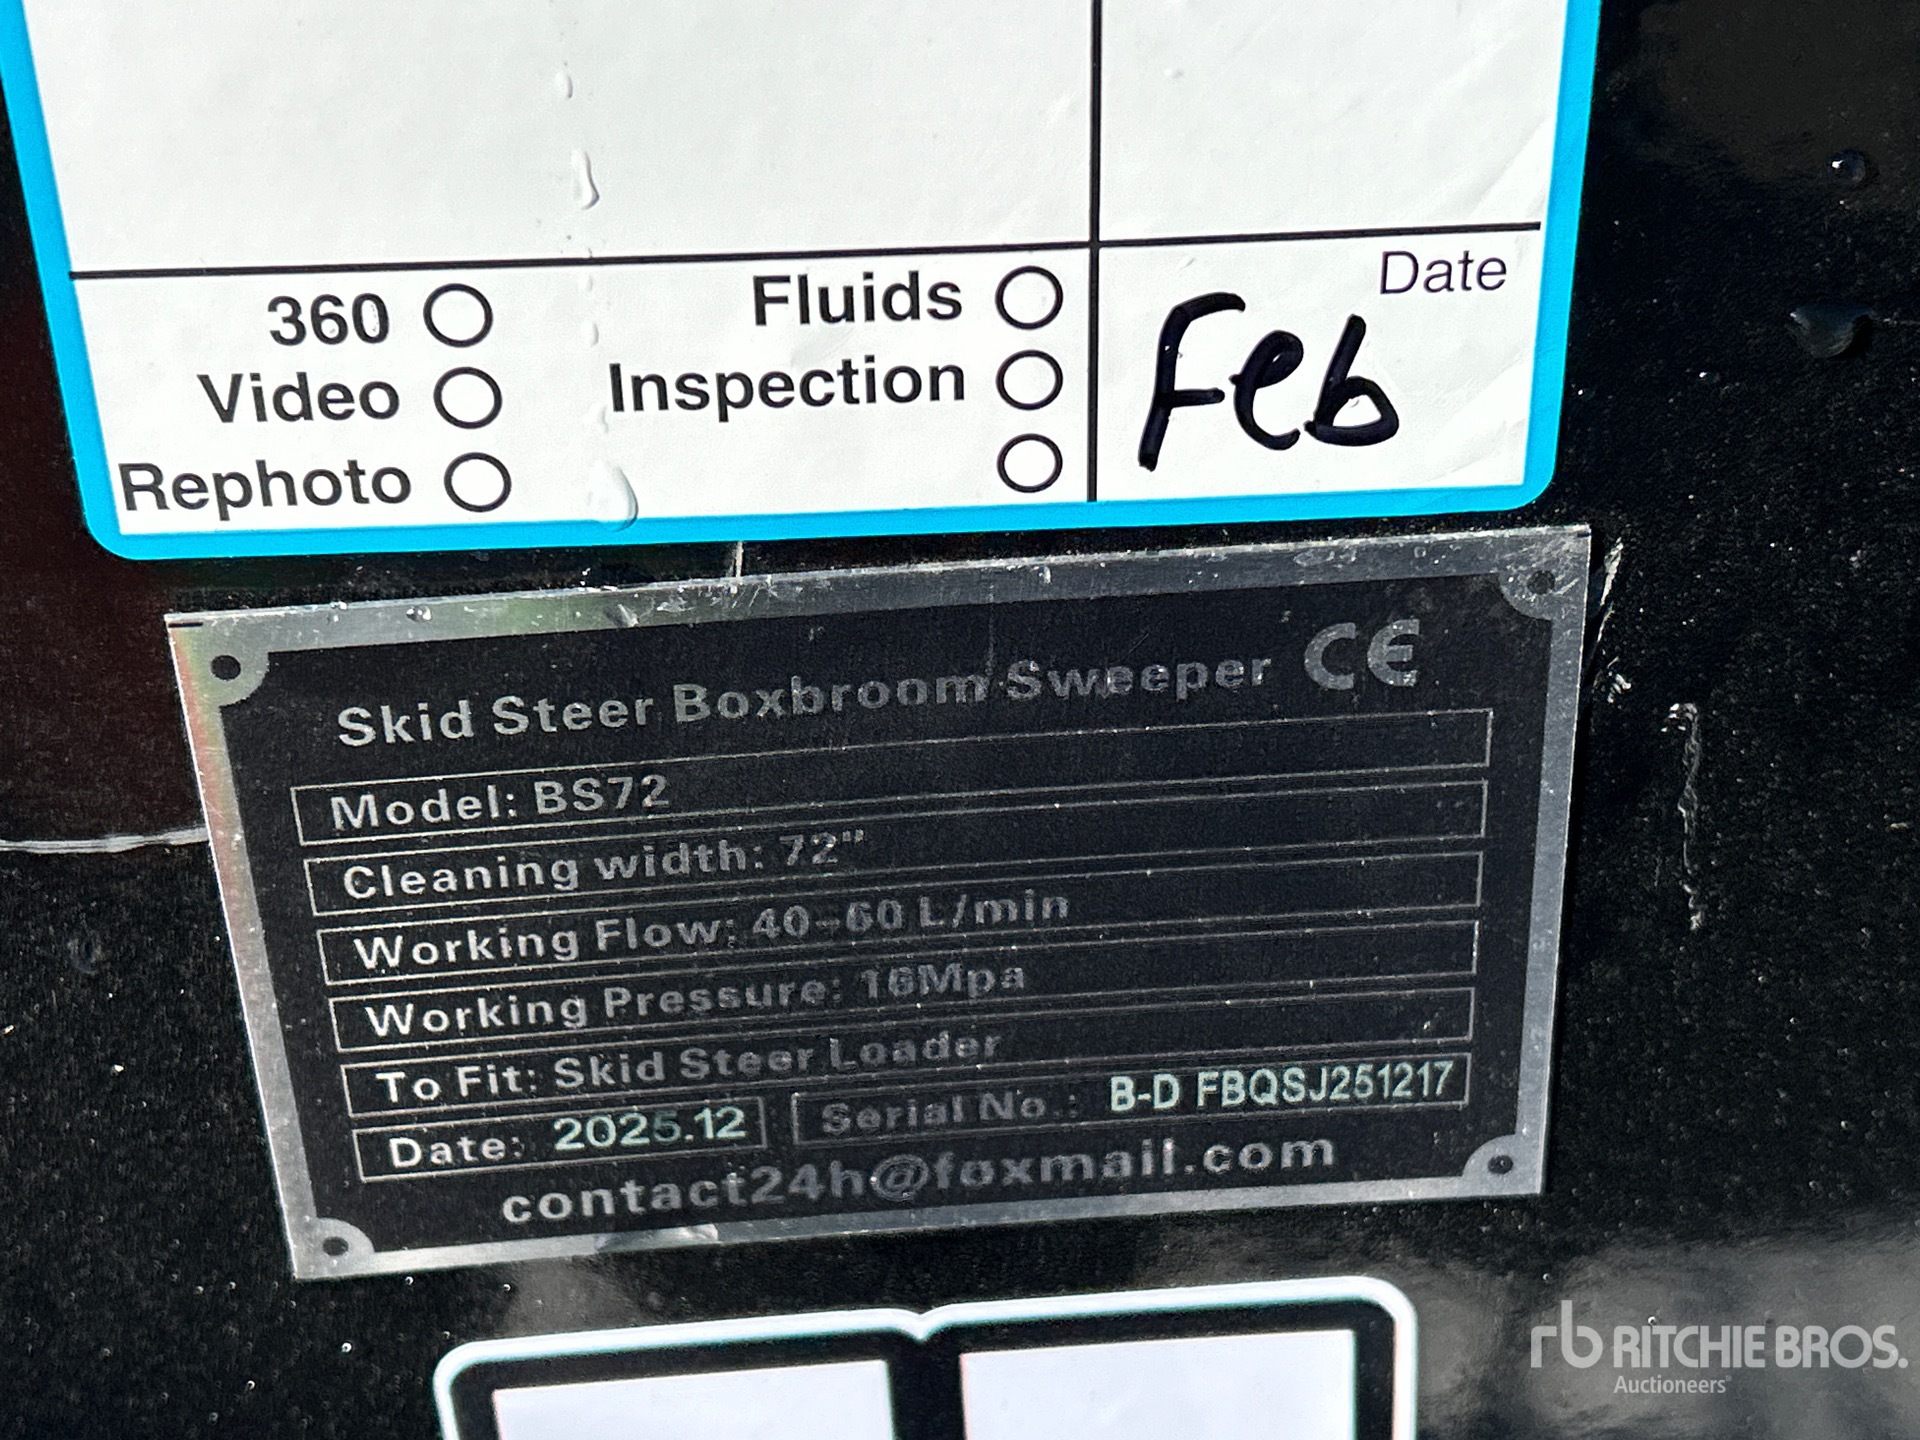 360
Video
Rephoto
Fluids
Inspection
Date
Feb
Skid Steer Boxbroom Sweeper CE
Model: BS72
Cleaning width: 72"
Working Flow: 40-60 L/min
Working Pressure: 16Mpa
To Fit: Skid Steer Loader
Date: 2025.12 Serial No.: B-D FBQSJ251217
contact24h@foxmail.com
rb RITCHIE BROS.
Auctioneers